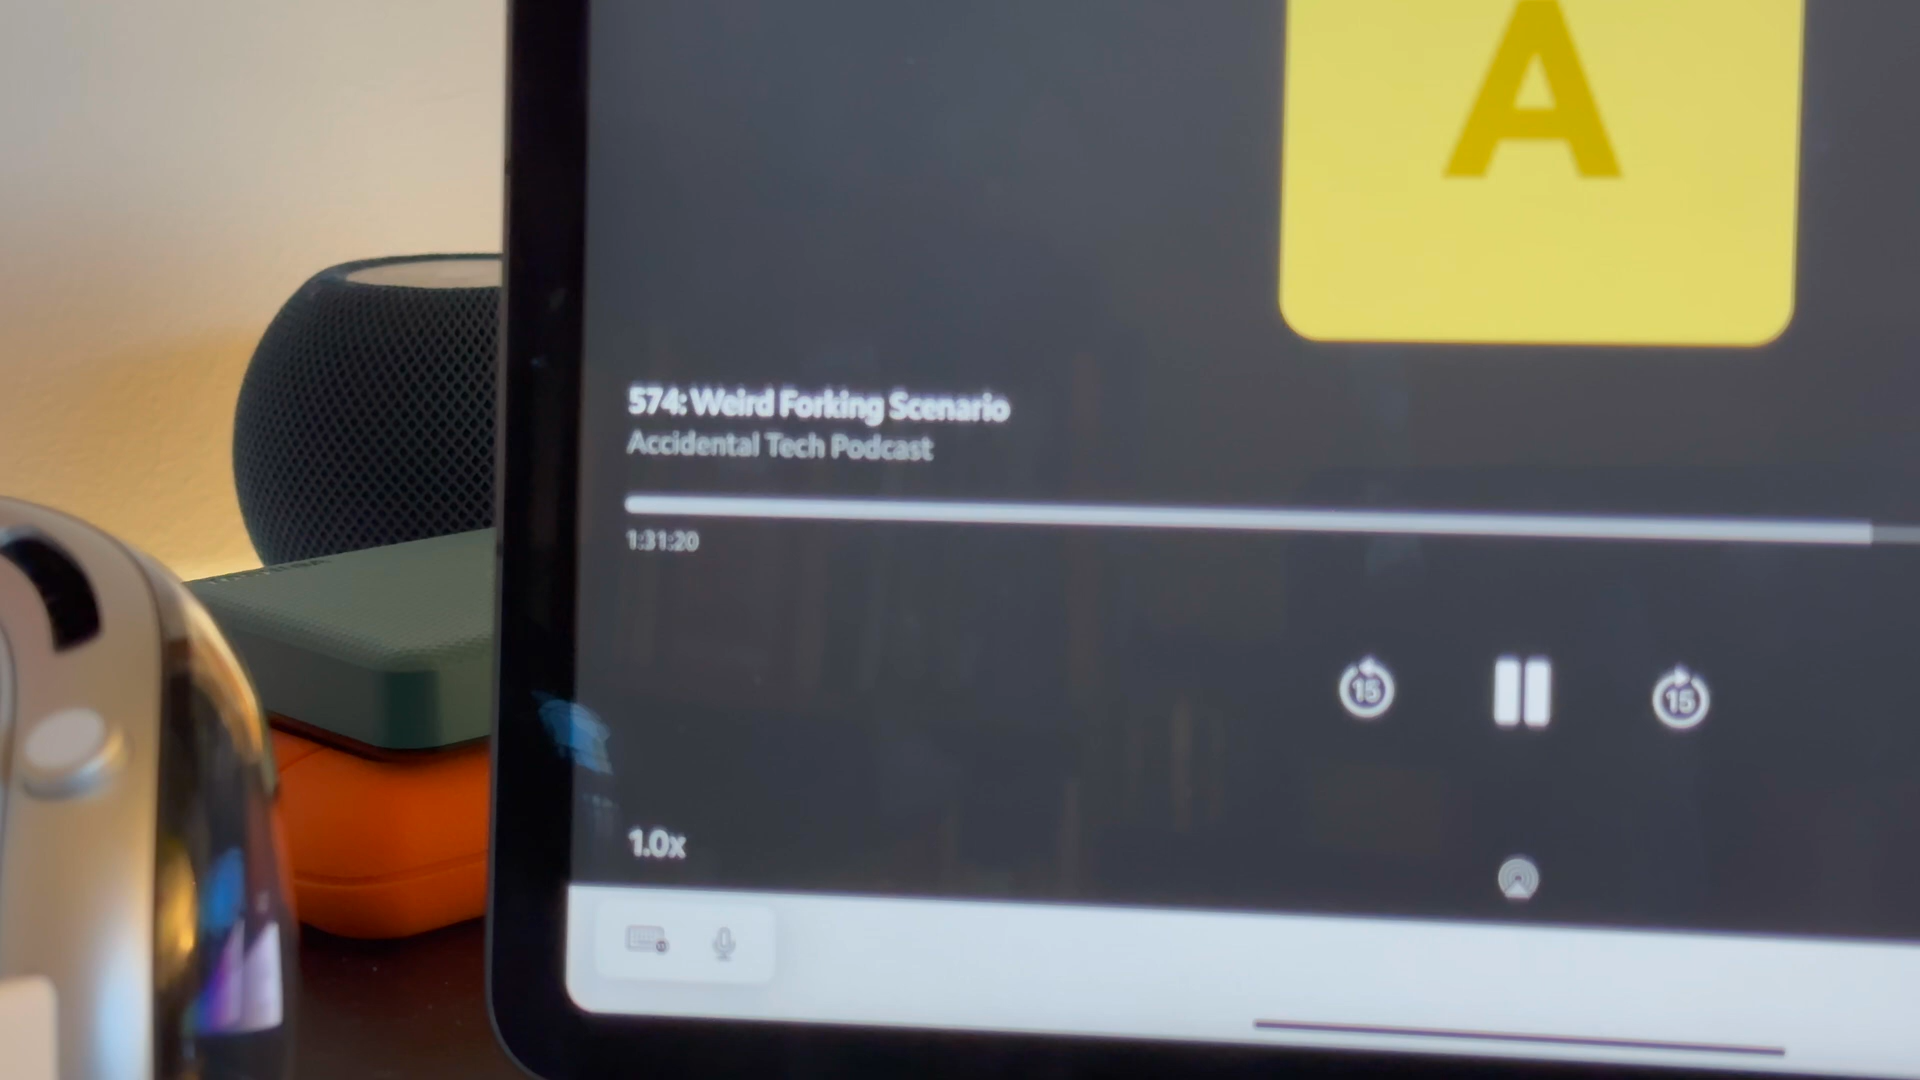 A
574: Weird Forking Scenario
Accidental Tech Podcast
1:31:20
15
15
1.0x